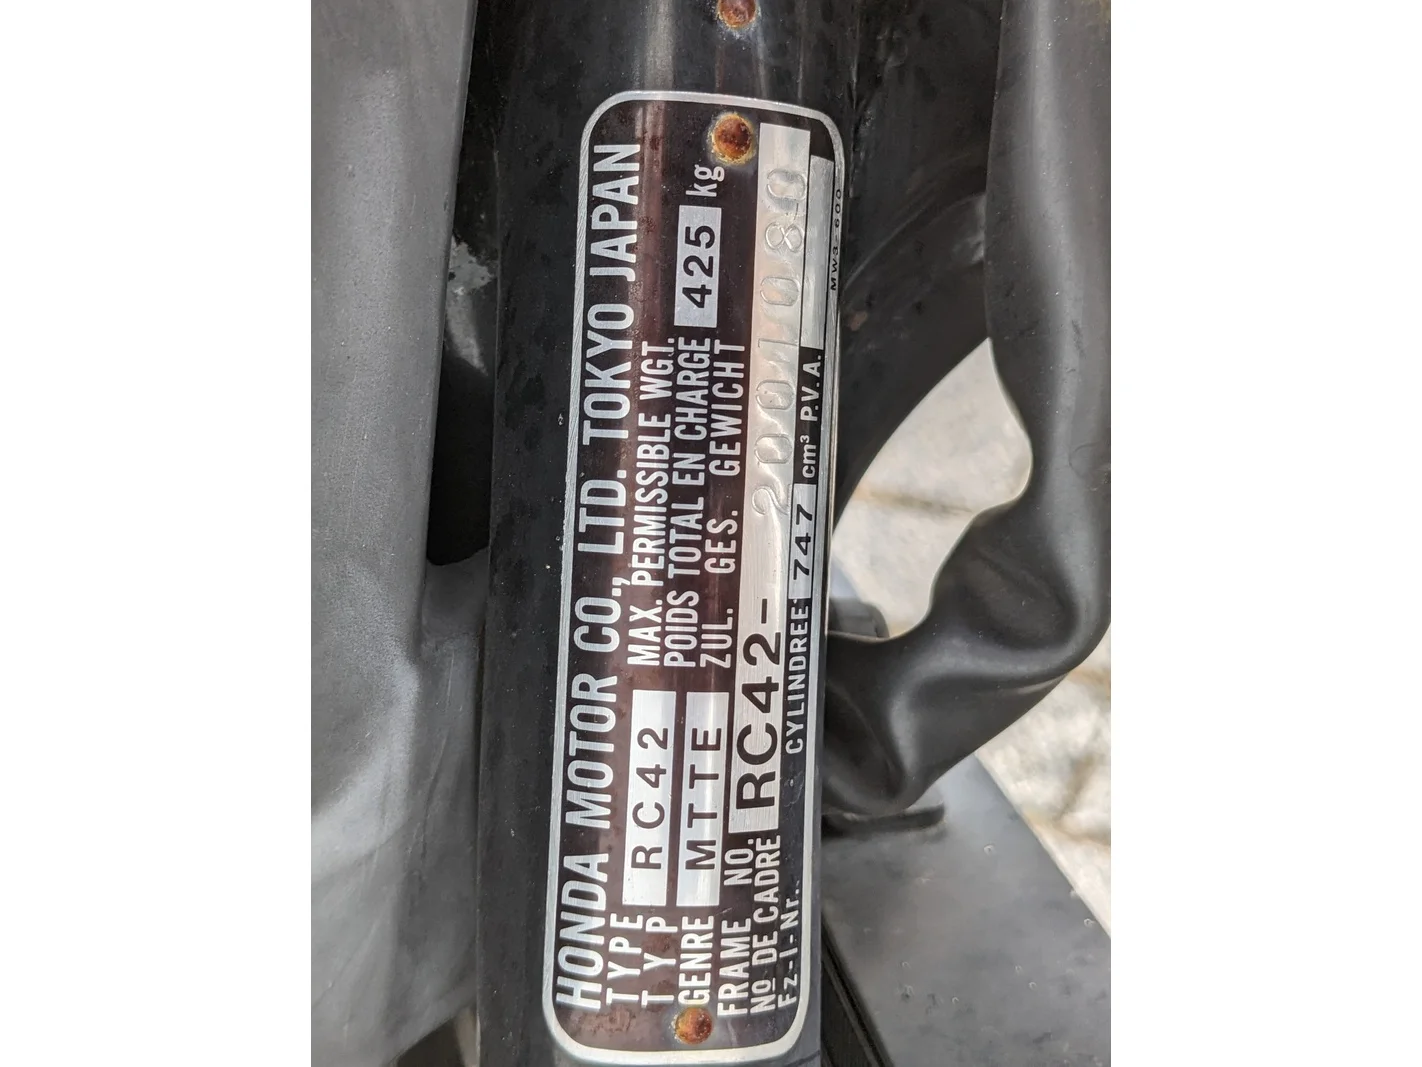 HONDA MOTOR CO., LTD. TOKYO JAPAN
TYPE
TYP
RC42
MAX. PERMISSIBLE WGT.
POIDS TOTAL EN CHARGE
ZUL. GES. GEWICHT
425 kg
GENRE MTTE
FRAME NO.
Nº DE CADRE
Fz-I-Nr.
RC42-2001080
CYLINDREE 747 cm³ P.V.A.
MW3-600